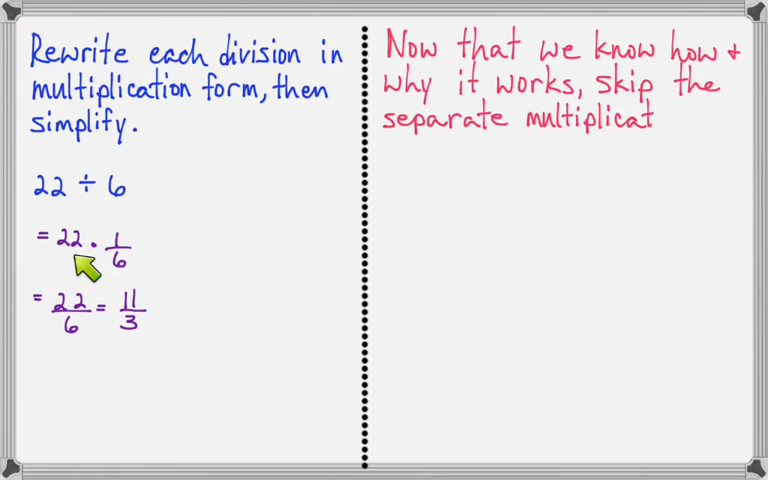 Rewrite each division in
multiplication form, then
simplify.
22 ÷ 6
= 22 · 1/6
= 22/6 = 11/3
Now that we know how +
why it works, skip the
separate multiplicat